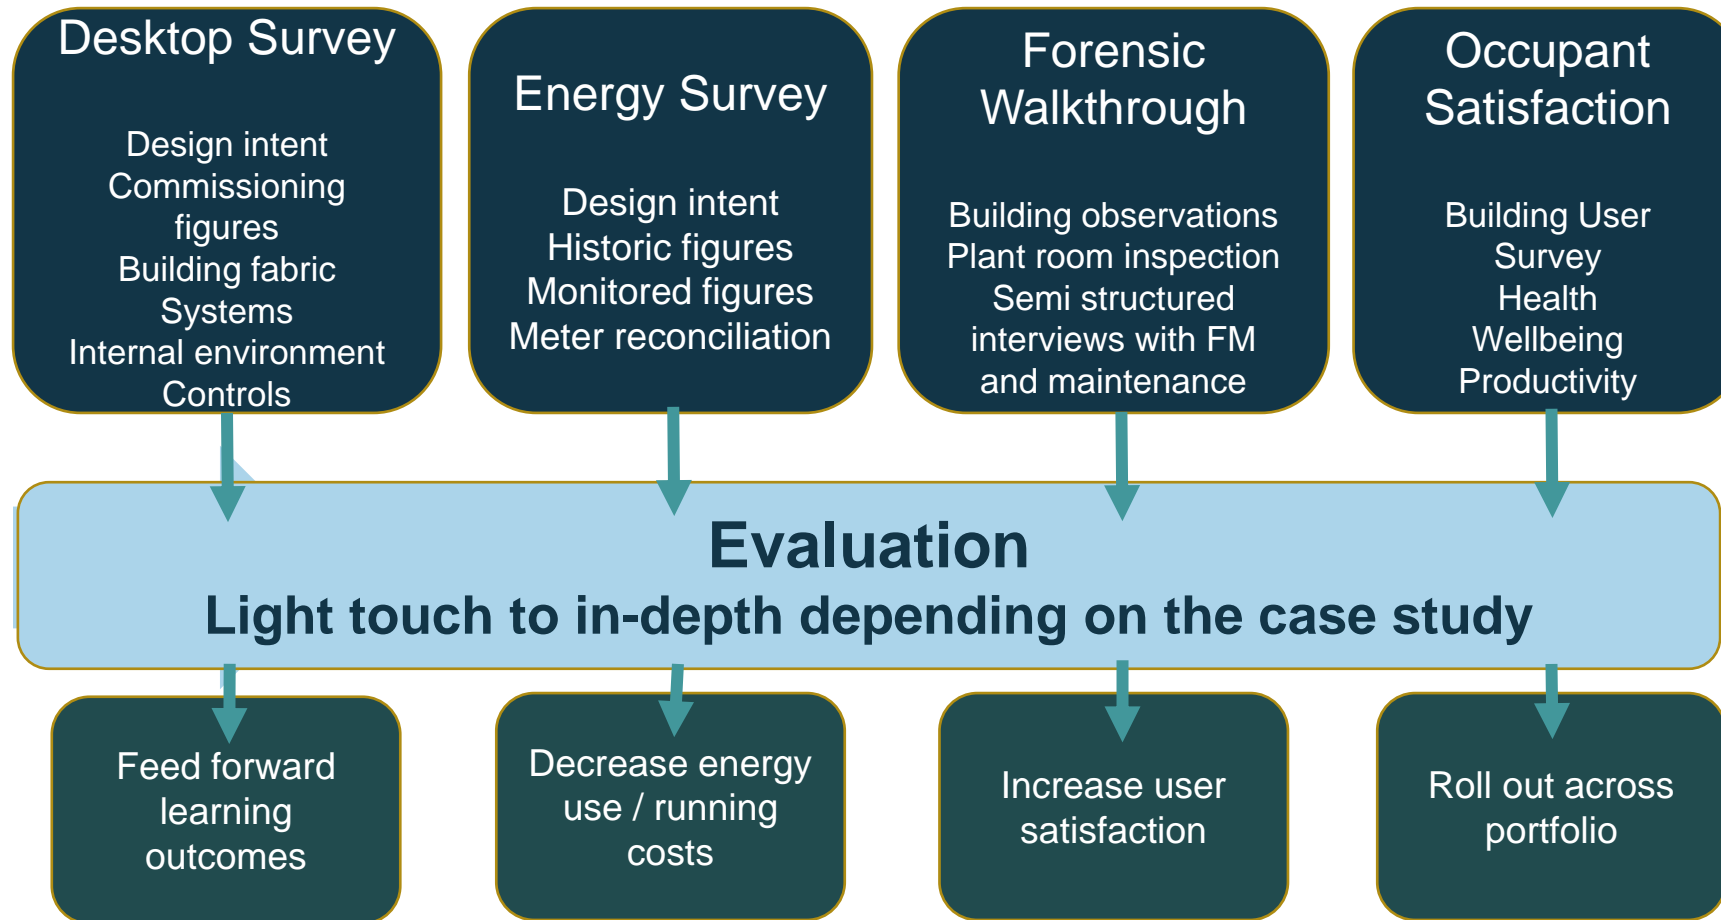 Desktop Survey
Design intent
Commissioning
figures
Building fabric
Systems
Internal environment
Controls
Energy Survey
Design intent
Historic figures
Monitored figures
Meter reconciliation
Forensic
Walkthrough
Building observations
Plant room inspection
Semi structured
interviews with FM
and maintenance
Occupant
Satisfaction
Building User
Survey
Health
Wellbeing
Productivity
Evaluation
Light touch to in-depth depending on the case study
Feed forward
learning
outcomes
Decrease energy
use / running
costs
Increase user
satisfaction
Roll out across
portfolio